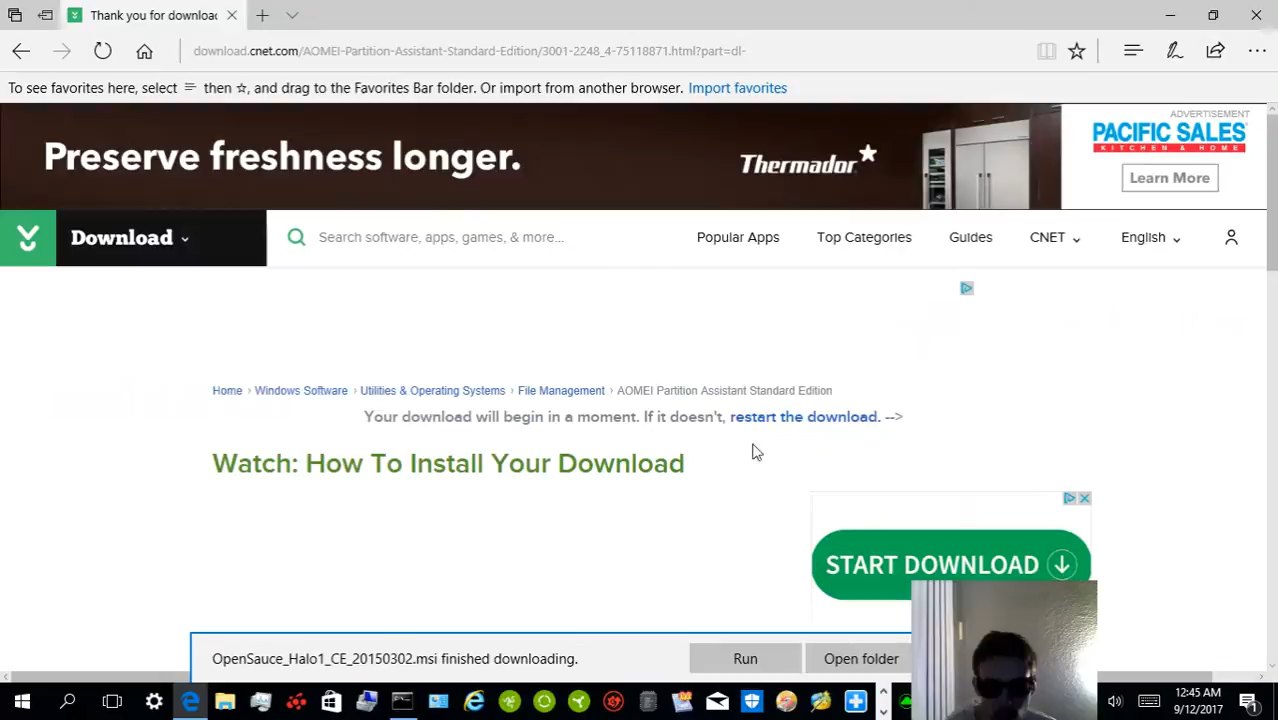 Thank you for download
download.cnet.com/AOMEI-Partition-Assistant-Standard-Edition/3001-2248_4-75118871.html?part=dl-
To see favorites here, select ☰ then ☆, and drag to the Favorites Bar folder. Or import from another browser. Import favorites
ADVERTISEMENT
Preserve freshness longer.
Thermador
PACIFIC SALES
KITCHEN & HOME
Learn More
Download
Search software, apps, games, & more...
Popular Apps
Top Categories
Guides
CNET
English
Home › Windows Software › Utilities & Operating Systems › File Management › AOMEI Partition Assistant Standard Edition
Your download will begin in a moment. If it doesn't, restart the download. -->
Watch: How To Install Your Download
START DOWNLOAD
OpenSauce_Halo1_CE_20150302.msi finished downloading.
Run
Open folder
12:45 AM
9/12/2017
1